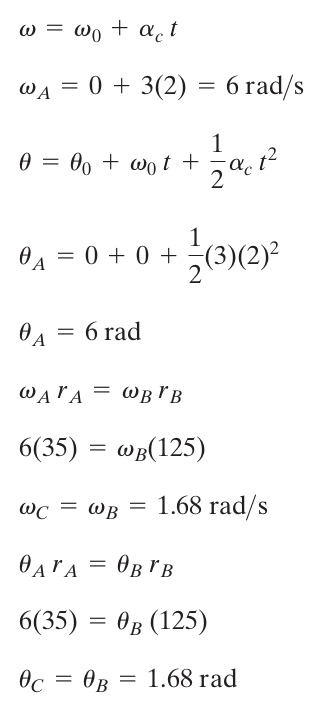 ω = ω₀ + α_c t
ω_A = 0 + 3(2) = 6 rad/s
θ = θ₀ + ω₀ t + 1/2 α_c t²
θ_A = 0 + 0 + 1/2 (3)(2)²
θ_A = 6 rad
ω_A r_A = ω_B r_B
6(35) = ω_B(125)
ω_C = ω_B = 1.68 rad/s
θ_A r_A = θ_B r_B
6(35) = θ_B (125)
θ_C = θ_B = 1.68 rad